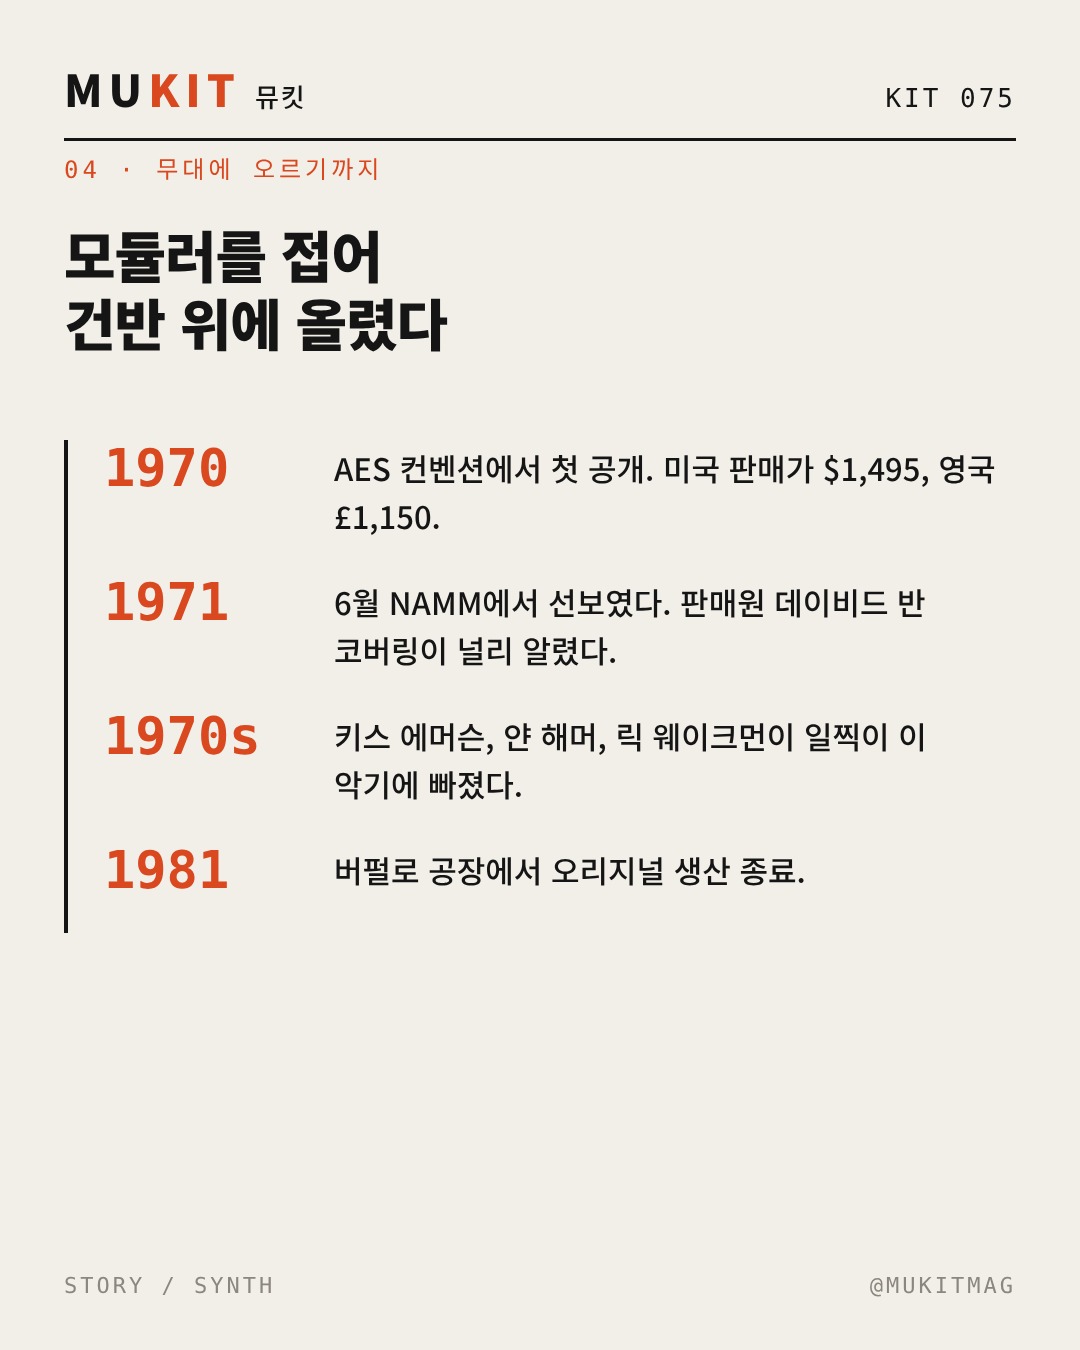 MUKIT 뮤킷
KIT 075
04 · 무대에 오르기까지
모듈러를 접어
건반 위에 올렸다
1970
AES 컨벤션에서 첫 공개. 미국 판매가 $1,495, 영국
£1,150.
1971
6월 NAMM에서 선보였다. 판매원 데이비드 반
코버링이 널리 알렸다.
1970s
키스 에머슨, 얀 해머, 릭 웨이크먼이 일찍이 이
악기에 빠졌다.
1981
버펄로 공장에서 오리지널 생산 종료.
STORY / SYNTH
@MUKITMAG